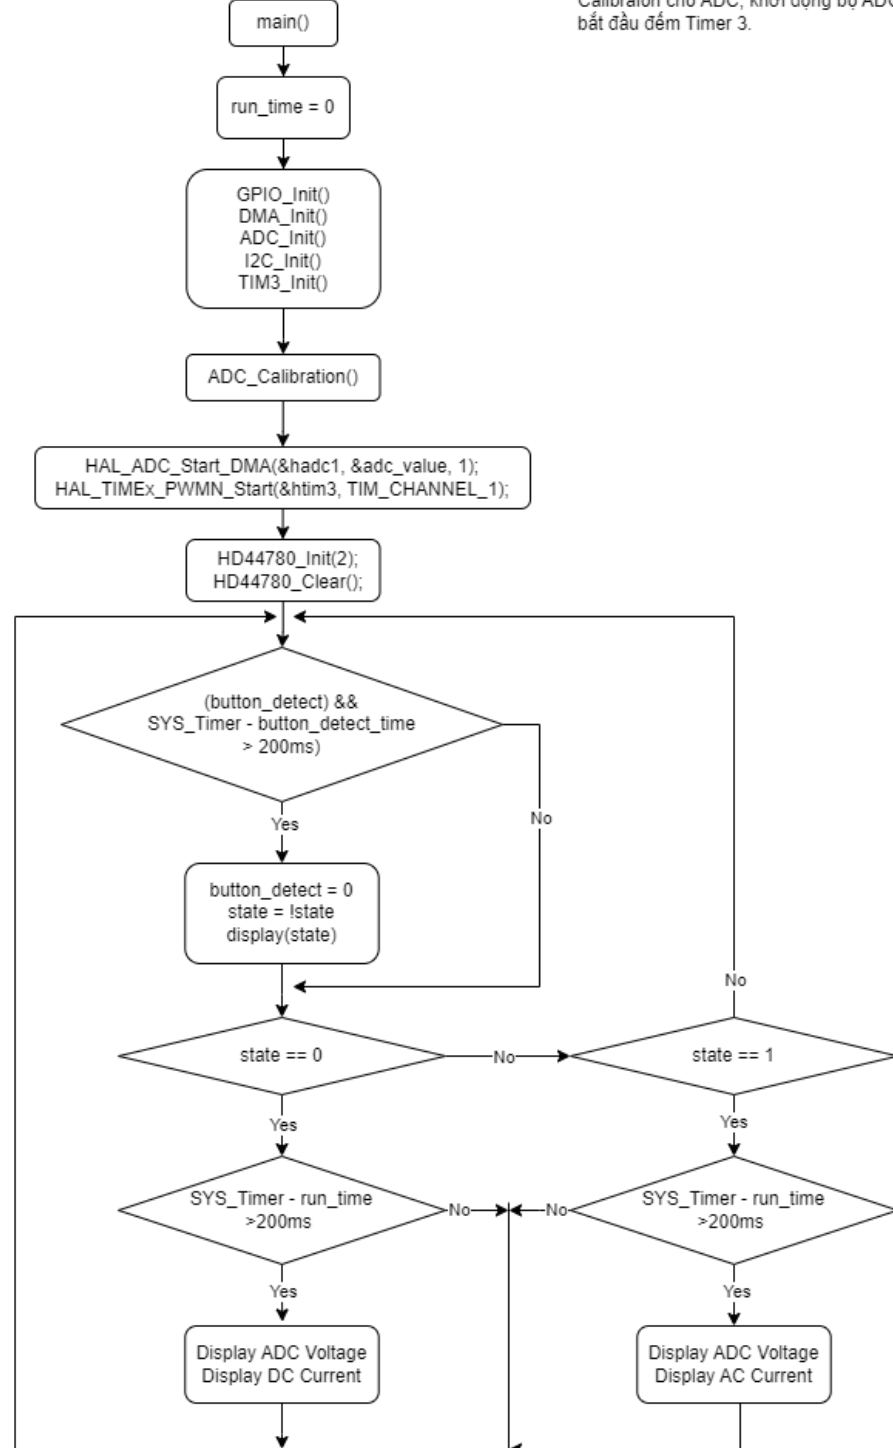 Calibraion cho ADC, khởi động bộ ADC
bắt đầu đếm Timer 3.
main()
run_time = 0
GPIO_Init()
DMA_Init()
ADC_Init()
I2C_Init()
TIM3_Init()
ADC_Calibration()
HAL_ADC_Start_DMA(&hadc1, &adc_value, 1);
HAL_TIMEx_PWMN_Start(&htim3, TIM_CHANNEL_1);
HD44780_Init(2);
HD44780_Clear();
(button_detect) &&
SYS_Timer - button_detect_time
> 200ms)
Yes
No
button_detect = 0
state = !state
display(state)
No
state == 0
No
state == 1
Yes
Yes
SYS_Timer - run_time
>200ms
No
No
SYS_Timer - run_time
>200ms
Yes
Yes
Display ADC Voltage
Display DC Current
Display ADC Voltage
Display AC Current